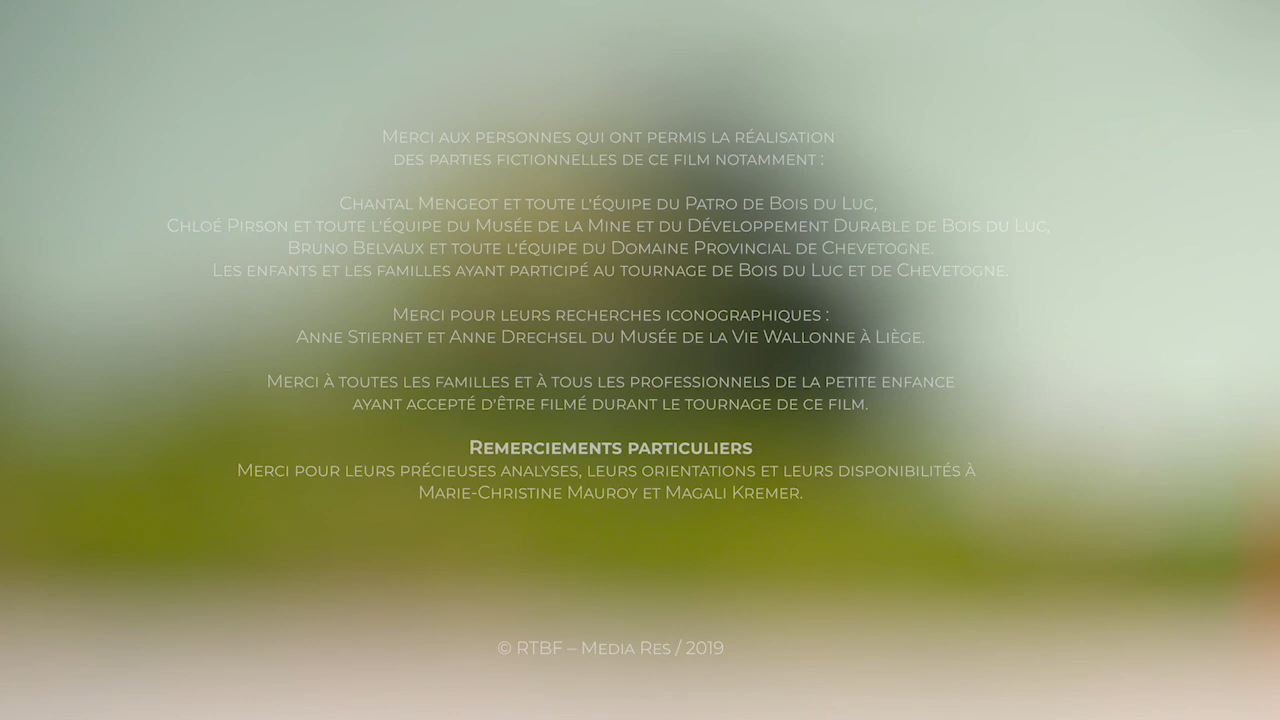 Merci aux personnes qui ont permis la réalisation
des parties fictionnelles de ce film notamment :
Chantal Mengeot et toute l'équipe du Patro de Bois du Luc,
Chloé Pirson et toute l'équipe du Musée de la Mine et du Développement Durable de Bois du Luc,
Bruno Belvaux et toute l'équipe du Domaine Provincial de Chevetogne.
Les enfants et les familles ayant participé au tournage de Bois du Luc et de Chevetogne.
Merci pour leurs recherches iconographiques :
Anne Stiernet et Anne Drechsel du Musée de la Vie Wallonne à Liège.
Merci à toutes les familles et à tous les professionnels de la petite enfance
ayant accepté d'être filmé durant le tournage de ce film.
Remerciements particuliers
Merci pour leurs précieuses analyses, leurs orientations et leurs disponibilités à
Marie-Christine Mauroy et Magali Kremer.
© RTBF – Media Res / 2019